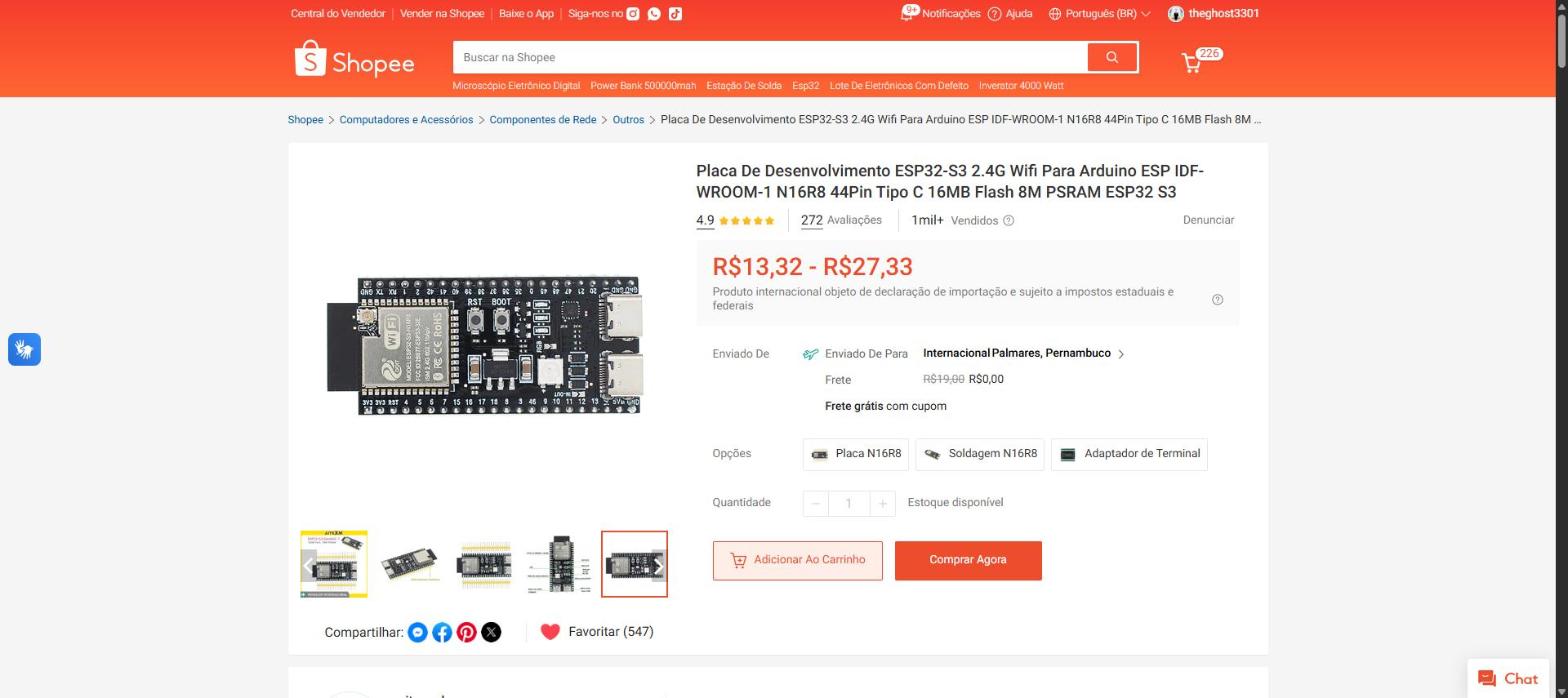 Central do Vendedor
Vender na Shopee
Baixe o App
Siga-nos no
9+
Notificações
Ajuda
Português (BR)
theghost3301
Shopee
Buscar na Shopee
226
Microscópio Eletrônico Digital
Power Bank 500000mah
Estação De Solda
Esp32
Lote De Eletrônicos Com Defeito
Inverator 4000 Watt
Shopee > Computadores e Acessórios > Componentes de Rede > Outros > Placa De Desenvolvimento ESP32-S3 2.4G Wifi Para Arduino ESP IDF-WROOM-1 N16R8 44Pin Tipo C 16MB Flash 8M ...
Placa De Desenvolvimento ESP32-S3 2.4G Wifi Para Arduino ESP IDF-
WROOM-1 N16R8 44Pin Tipo C 16MB Flash 8M PSRAM ESP32 S3
4.9
272 Avaliações
1mil+ Vendidos
Denunciar
R$13,32 - R$27,33
Produto internacional objeto de declaração de importação e sujeito a impostos estaduais e
federais
RST BOOT
WiFi
Enviado De
Enviado De Para
Internacional Palmares, Pernambuco
Frete
R$19,00 R$0,00
Frete grátis com cupom
Opções
Placa N16R8
Soldagem N16R8
Adaptador de Terminal
Quantidade
1
Estoque disponível
Adicionar Ao Carrinho
Comprar Agora
Compartilhar:
Favoritar (547)
Chat